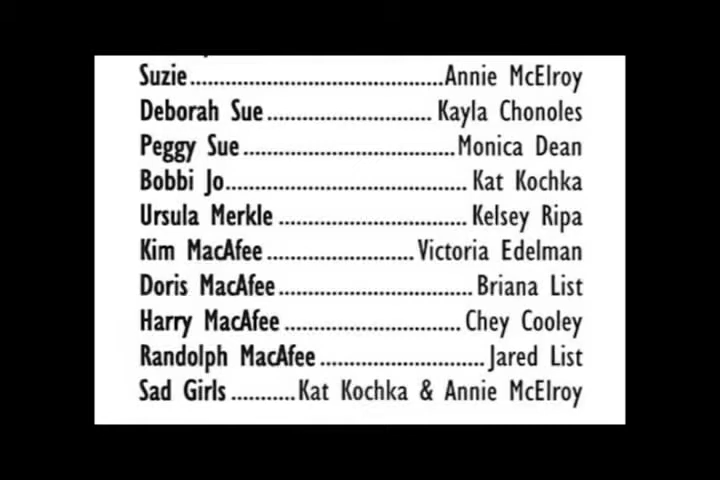 Suzie........................................Annie McElroy
Deborah Sue.......................... Kayla Chonoles
Peggy Sue.................................Monica Dean
Bobbi Jo...................................... Kat Kochka
Ursula Merkle .............................. Kelsey Ripa
Kim MacAfee.......................Victoria Edelman
Doris MacAfee............................... Briana List
Harry MacAfee ............................ Chey Cooley
Randolph MacAfee..........................Jared List
Sad Girls ...........Kat Kochka & Annie McElroy